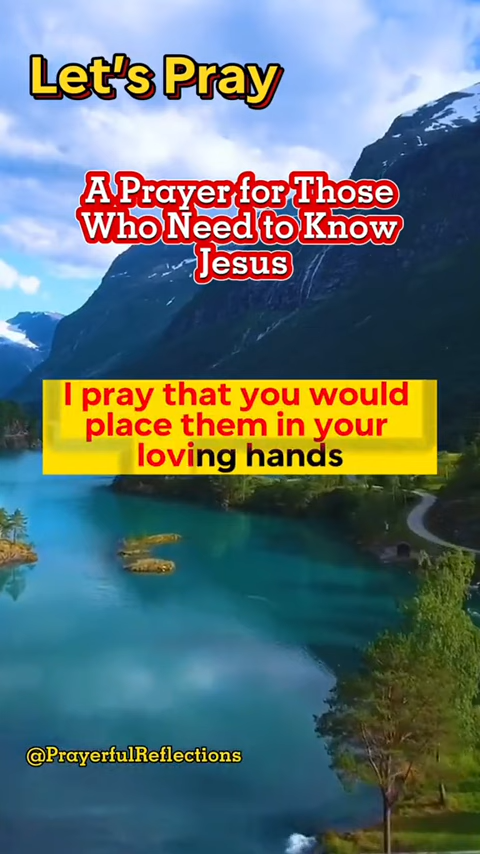 Let's Pray
A Prayer for Those
Who Need to Know
Jesus
I pray that you would
place them in your
loving hands
@PrayerfulReflections